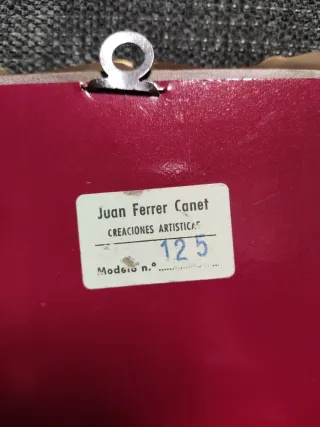 Juan Ferrer Canet
CREACIONES ARTISTICAS
125
Modelo n.º